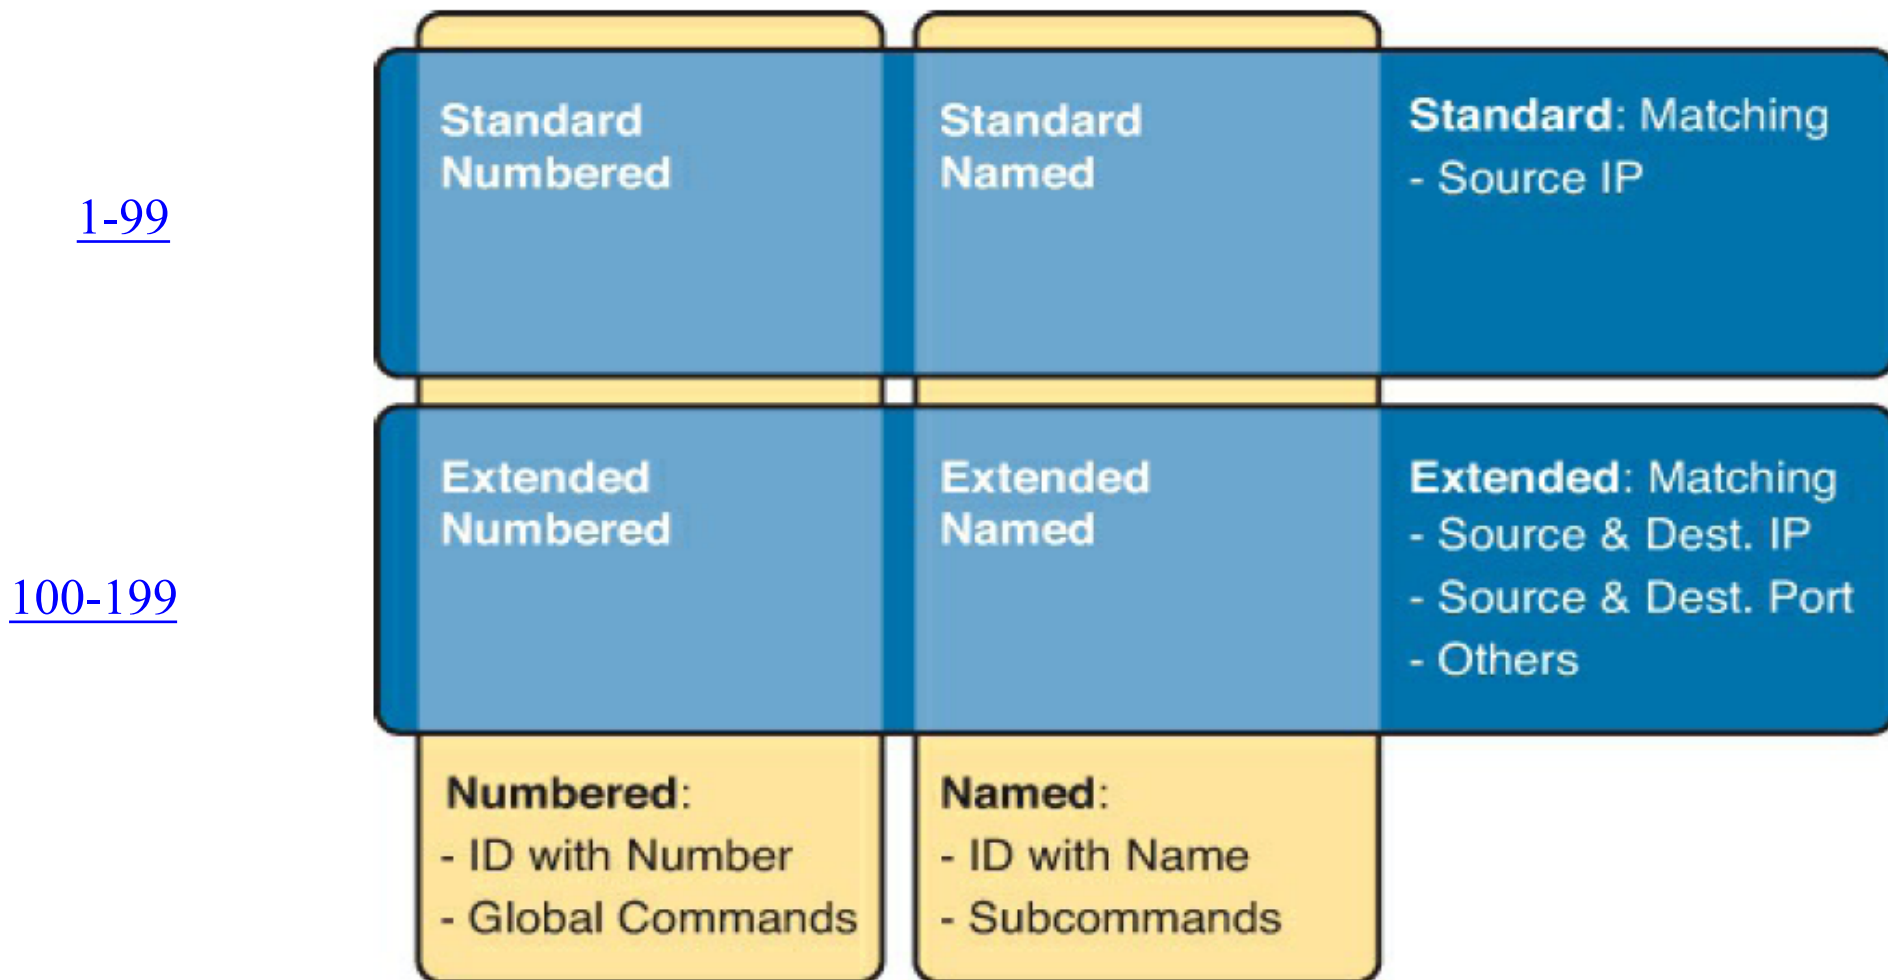 1-99
Standard
Numbered
Standard
Named
Standard: Matching
- Source IP
100-199
Extended
Numbered
Extended
Named
Extended: Matching
- Source & Dest. IP
- Source & Dest. Port
- Others
Numbered:
- ID with Number
- Global Commands
Named:
- ID with Name
- Subcommands